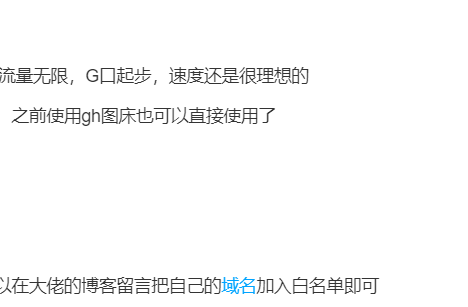 流量无限，G口起步，速度还是很理想的
之前使用gh图床也可以直接使用了
以在大佬的博客留言把自己的域名加入白名单即可